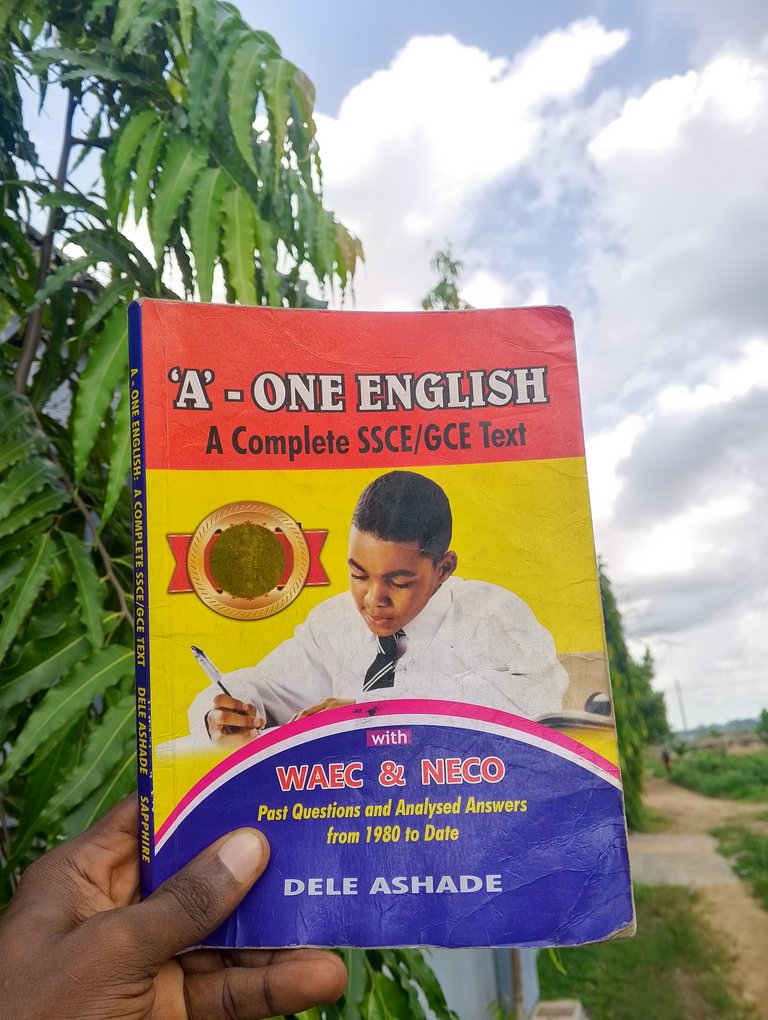 'A' - ONE ENGLISH
A Complete SSCE/GCE Text
with
WAEC & NECO
Past Questions and Analysed Answers
from 1980 to Date
DELE ASHADE
A - ONE ENGLISH: A COMPLETE SSCE/GCE TEXT DELE ASHADE SAPPHIRE